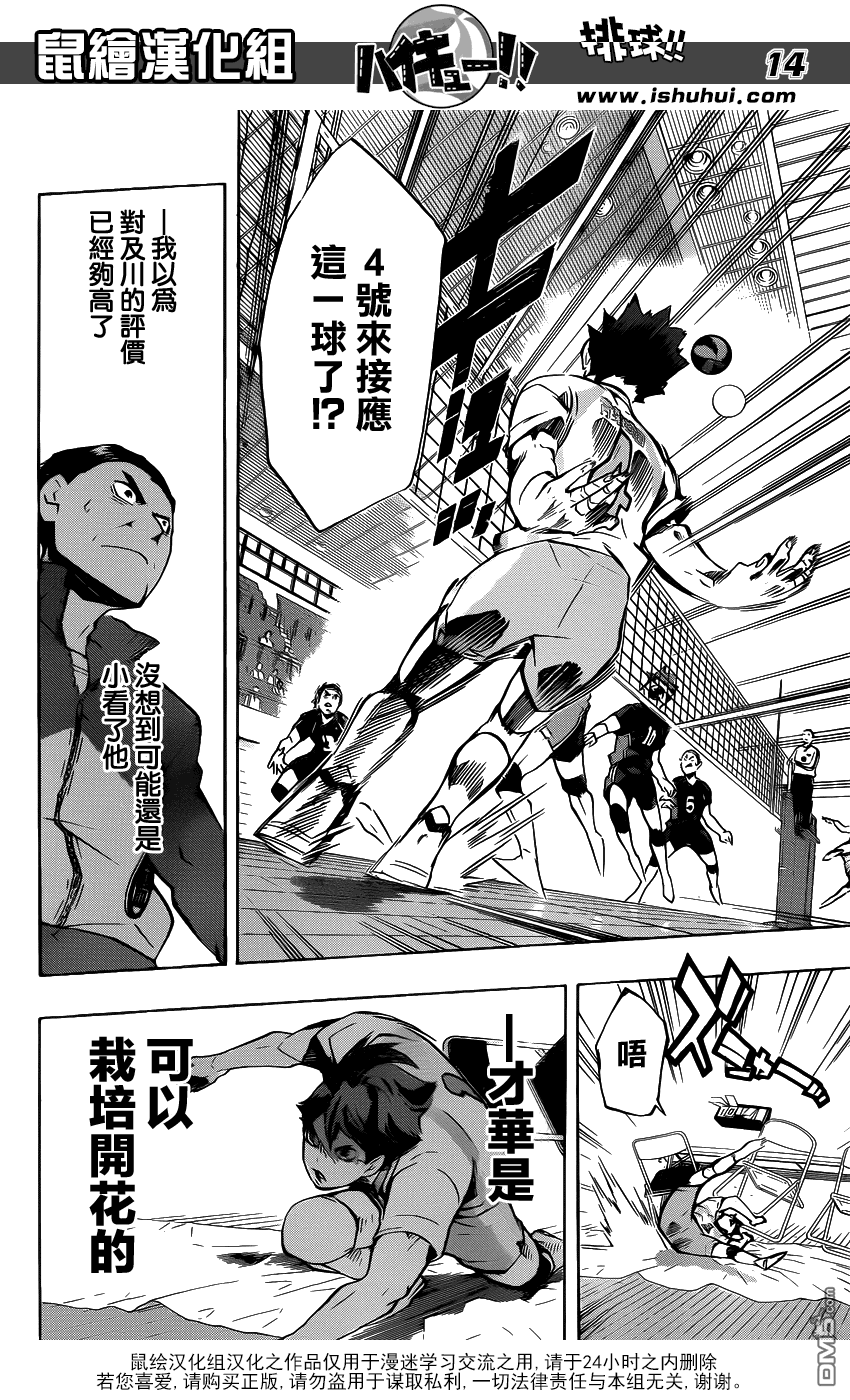 鼠繪漢化組
ハイキュー!!
排球!!
14
www.ishuhui.com
4號來接應
這一球了!?
—我以爲
對及川的評價
已經夠高了
沒想到可能還是
小看了他
唔
—才華是
可以
栽培開花的
5
DM5.com
鼠绘汉化组汉化之作品仅用于漫迷学习交流之用, 请于24小时之内删除
若您喜爱, 请购买正版, 请勿用于谋取私利, 一切法律责任与本组无关, 谢谢.